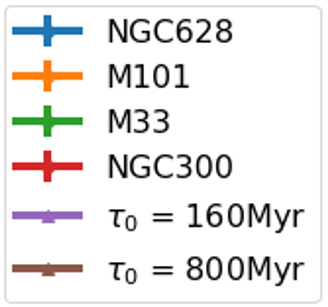 NGC628
M101
M33
NGC300
τ₀ = 160Myr
τ₀ = 800Myr